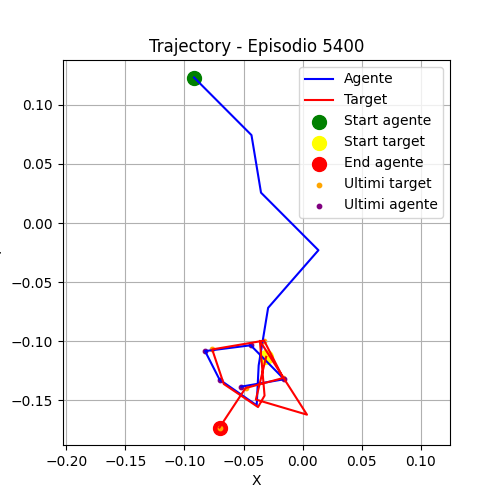 Trajectory - Episodio 5400
Agente
Target
Start agente
Start target
End agente
Ultimi target
Ultimi agente
0.10
0.05
0.00
−0.05
−0.10
−0.15
−0.20
−0.15
−0.10
−0.05
0.00
0.05
0.10
X